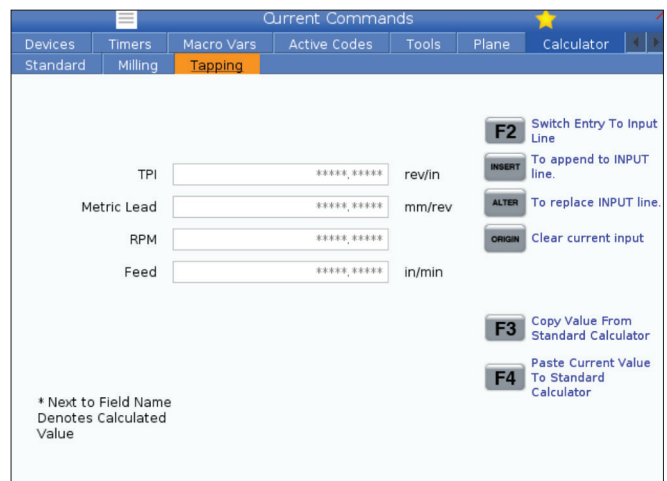 Current Commands
Devices Timers Macro Vars Active Codes Tools Plane Calculator
Standard Milling Tapping
F2 Switch Entry To Input
Line
TPI *****.***** rev/in
INSERT To append to INPUT
line.
Metric Lead *****.***** mm/rev
ALTER To replace INPUT line.
RPM *****.*****
ORIGIN Clear current input
Feed *****.***** in/min
F3 Copy Value From
Standard Calculator
F4 Paste Current Value
To Standard
Calculator
* Next to Field Name
Denotes Calculated
Value